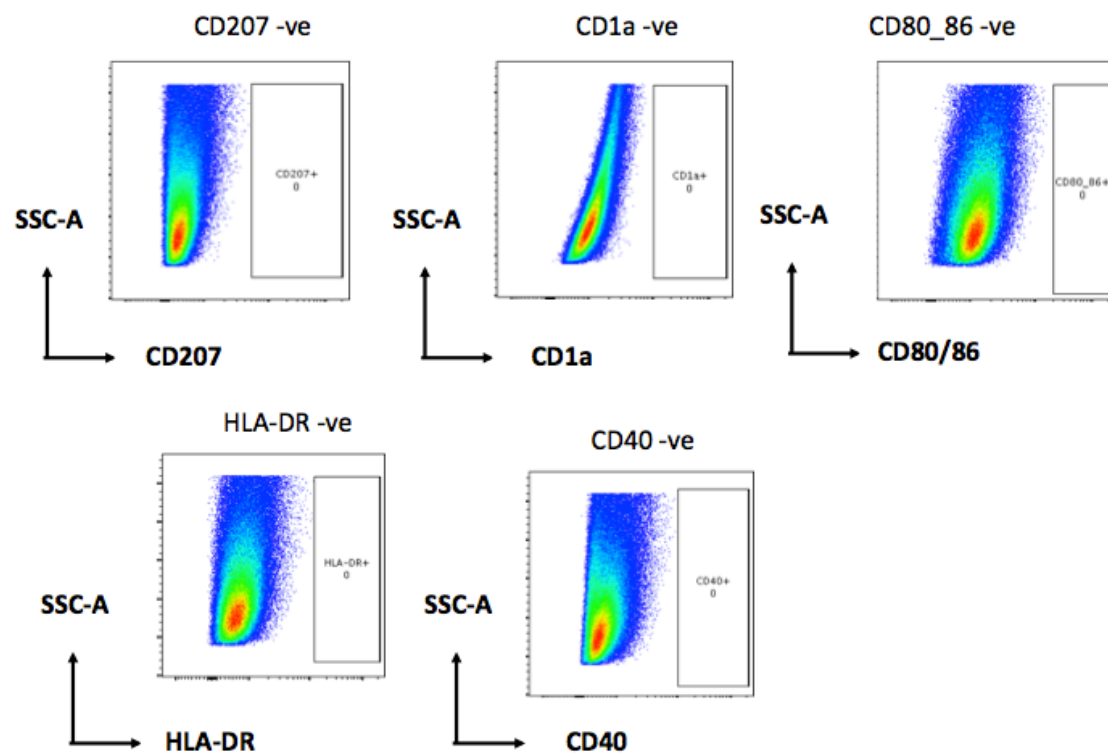 CD207 -ve
CD1a -ve
CD80_86 -ve
CD207+
0
CD1a+
0
CD80_86+
0
SSC-A
SSC-A
SSC-A
CD207
CD1a
CD80/86
HLA-DR -ve
CD40 -ve
HLA-DR+
0
CD40+
0
SSC-A
SSC-A
HLA-DR
CD40